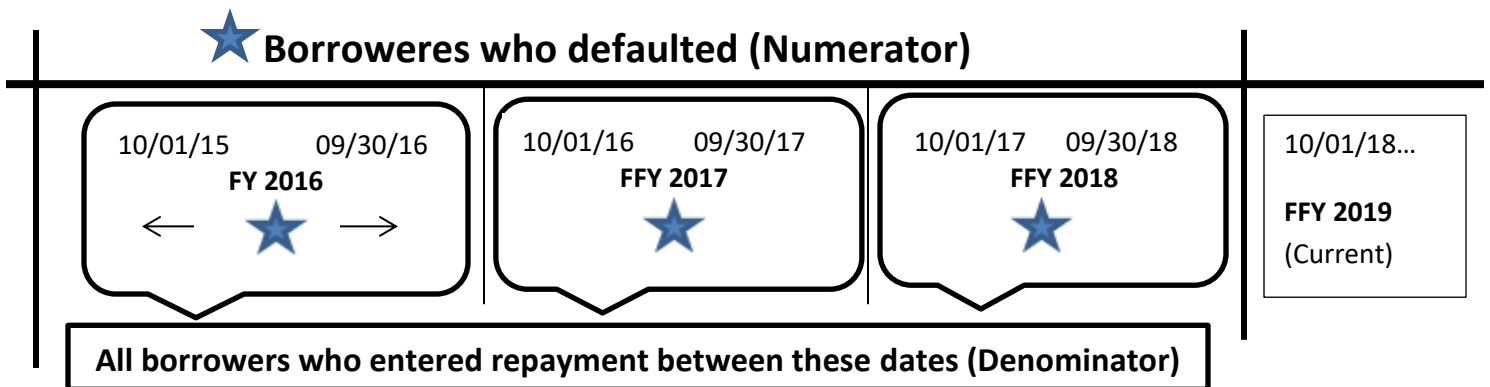 Borroweres who defaulted (Numerator)
10/01/15 09/30/16
FY 2016
10/01/16 09/30/17
FFY 2017
10/01/17 09/30/18
FFY 2018
10/01/18...
FFY 2019
(Current)
All borrowers who entered repayment between these dates (Denominator)